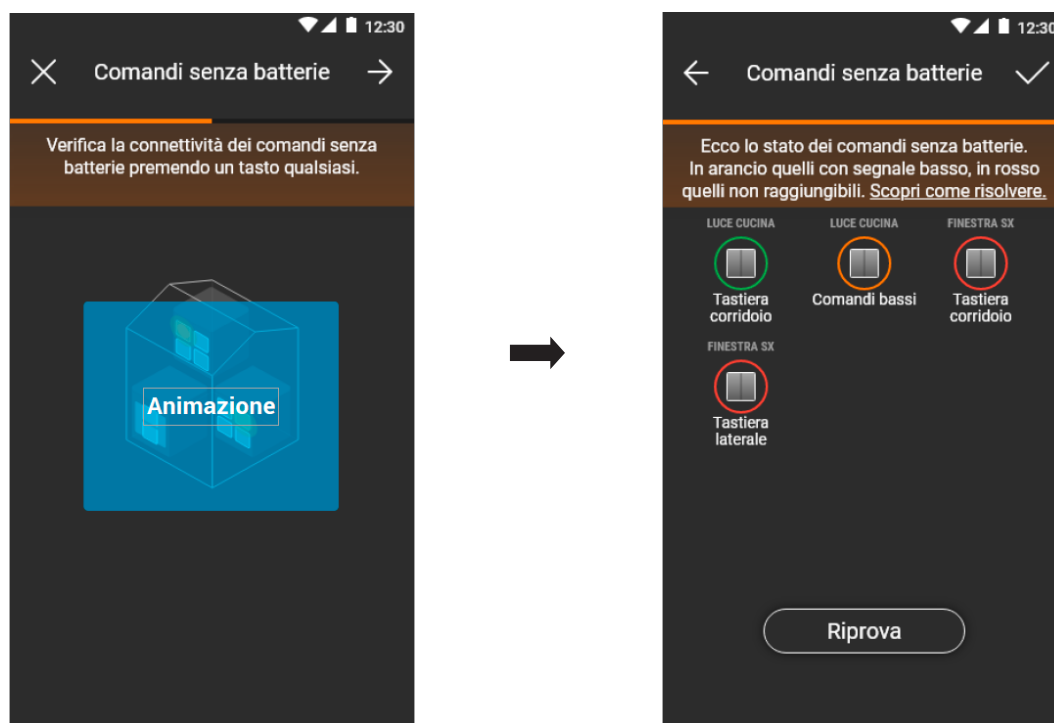 12:30
Comandi senza batterie
Verifica la connettività dei comandi senza
batterie premendo un tasto qualsiasi.
Animazione
12:30
Comandi senza batterie
Ecco lo stato dei comandi senza batterie.
In arancio quelli con segnale basso, in rosso
quelli non raggiungibili. Scopri come risolvere.
LUCE CUCINA
LUCE CUCINA
FINESTRA SX
Tastiera
corridoio
Comandi bassi
Tastiera
corridoio
FINESTRA SX
Tastiera
laterale
Riprova